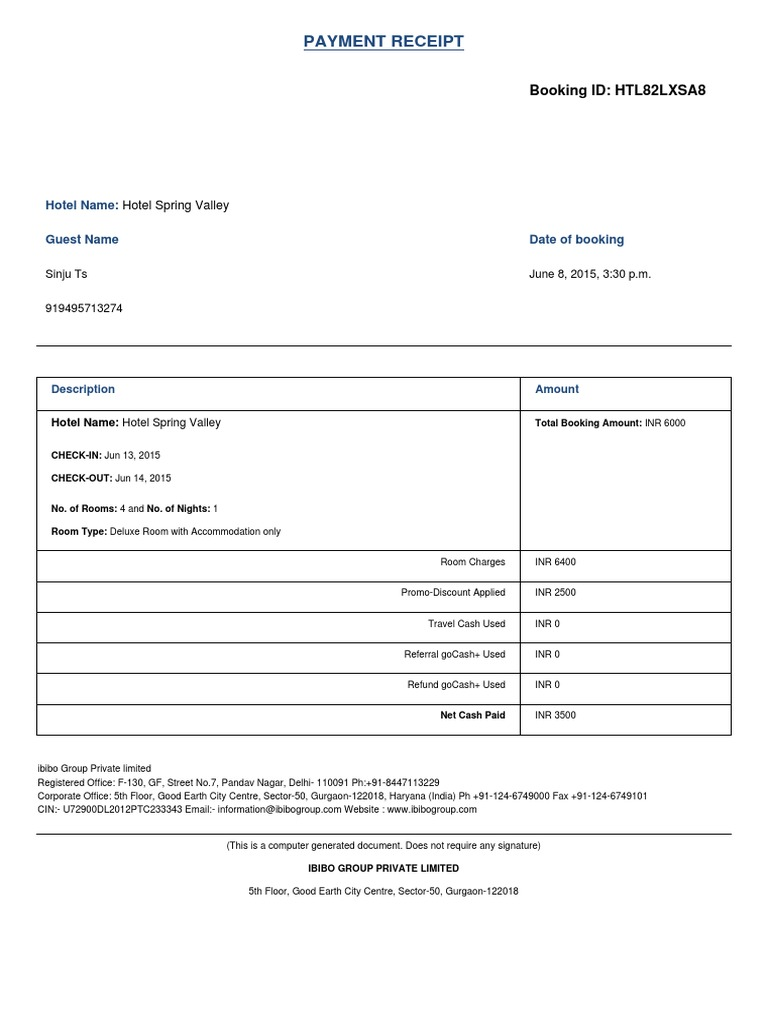 PAYMENT RECEIPT
Booking ID: HTL82LXSA8
Hotel Name: Hotel Spring Valley
Guest Name Date of booking
Sinju Ts June 8, 2015, 3:30 p.m.
919495713274
Description Amount
Hotel Name: Hotel Spring Valley Total Booking Amount: INR 6000
CHECK-IN: Jun 13, 2015
CHECK-OUT: Jun 14, 2015
No. of Rooms: 4 and No. of Nights: 1
Room Type: Deluxe Room with Accommodation only
Room Charges INR 6400
Promo-Discount Applied INR 2500
Travel Cash Used INR 0
Referral goCash+ Used INR 0
Refund goCash+ Used INR 0
Net Cash Paid INR 3500
ibibo Group Private limited
Registered Office: F-130, GF, Street No.7, Pandav Nagar, Delhi- 110091 Ph:+91-8447113229
Corporate Office: 5th Floor, Good Earth City Centre, Sector-50, Gurgaon-122018, Haryana (India) Ph +91-124-6749000 Fax +91-124-6749101
CIN:- U72900DL2012PTC233343 Email:- information@ibibogroup.com Website : www.ibibogroup.com
(This is a computer generated document. Does not require any signature)
IBIBO GROUP PRIVATE LIMITED
5th Floor, Good Earth City Centre, Sector-50, Gurgaon-122018